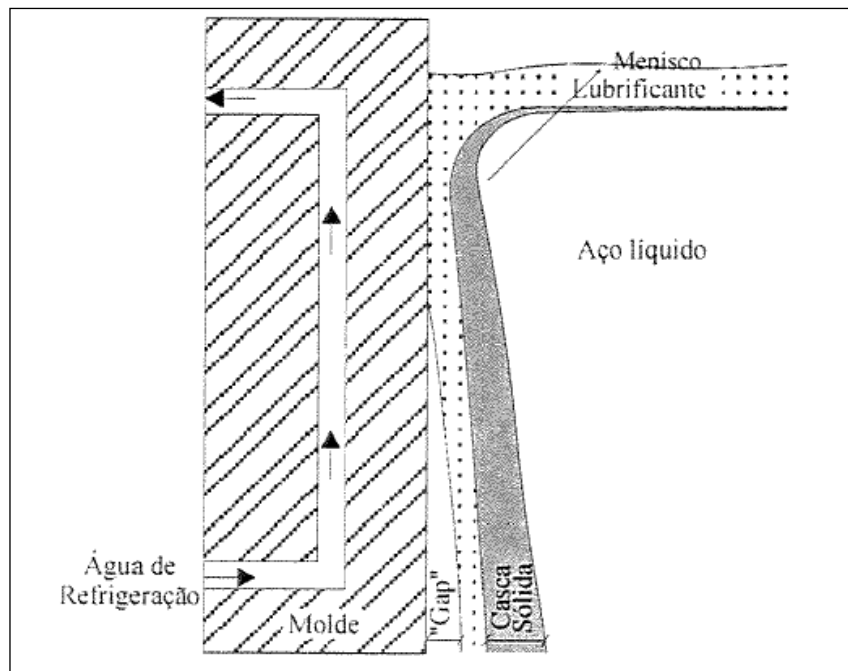 Menisco
Lubrificante
Aço líquido
Água de
Refrigeração
Molde
"Gap"
Casca
Sólida